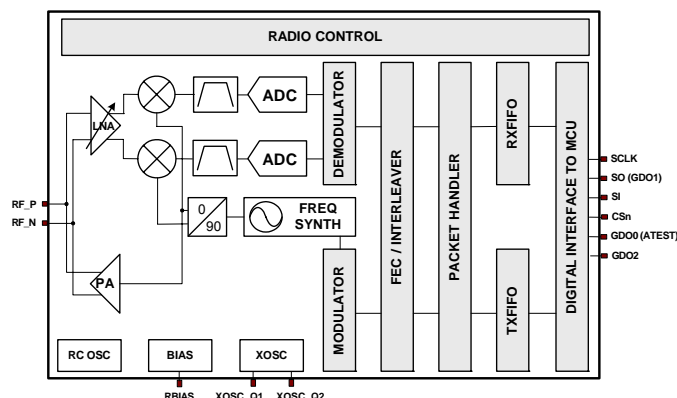 RADIO CONTROL
LNA
ADC
ADC
DEMODULATOR
FEC / INTERLEAVER
PACKET HANDLER
RXFIFO
DIGITAL INTERFACE TO MCU
SCLK
SO (GDO1)
SI
CSn
GDO0 (ATEST)
GDO2
RF_P
RF_N
0
90
FREQ
SYNTH
PA
MODULATOR
TXFIFO
RC OSC
BIAS
XOSC
RBIAS
XOSC_Q1
XOSC_Q2